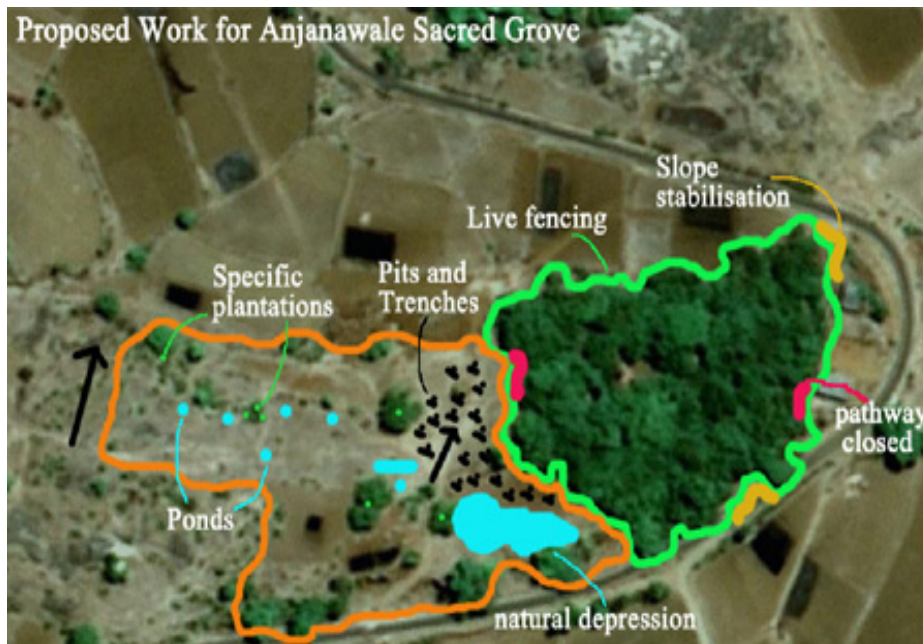 Proposed Work for Anjanawale Sacred Grove
Slope
stabilisation
Live fencing
Specific
plantations
Pits and
Trenches
pathway
closed
Ponds
natural depression